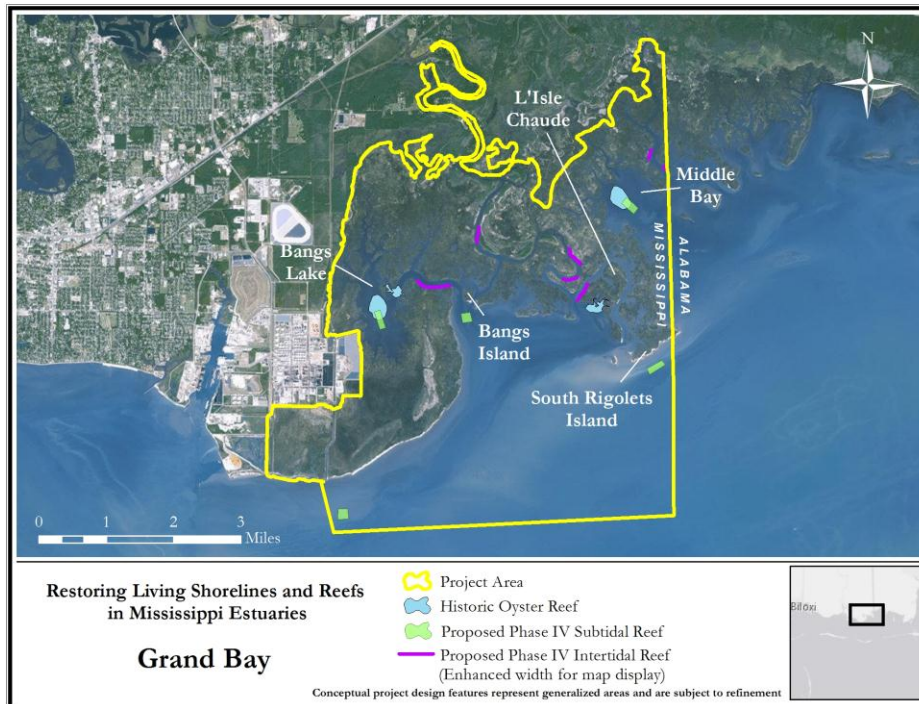 N
L'Isle
Chaude
Middle
Bay
MISSISSIPPI
ALABAMA
Bangs
Lake
Bangs
Island
South Rigolets
Island
0 1 2 3
Miles
Restoring Living Shorelines and Reefs
in Mississippi Estuaries
Grand Bay
Project Area
Historic Oyster Reef
Proposed Phase IV Subtidal Reef
Proposed Phase IV Intertidal Reef
(Enhanced width for map display)
Conceptual project design features represent generalized areas and are subject to refinement
Biloxi